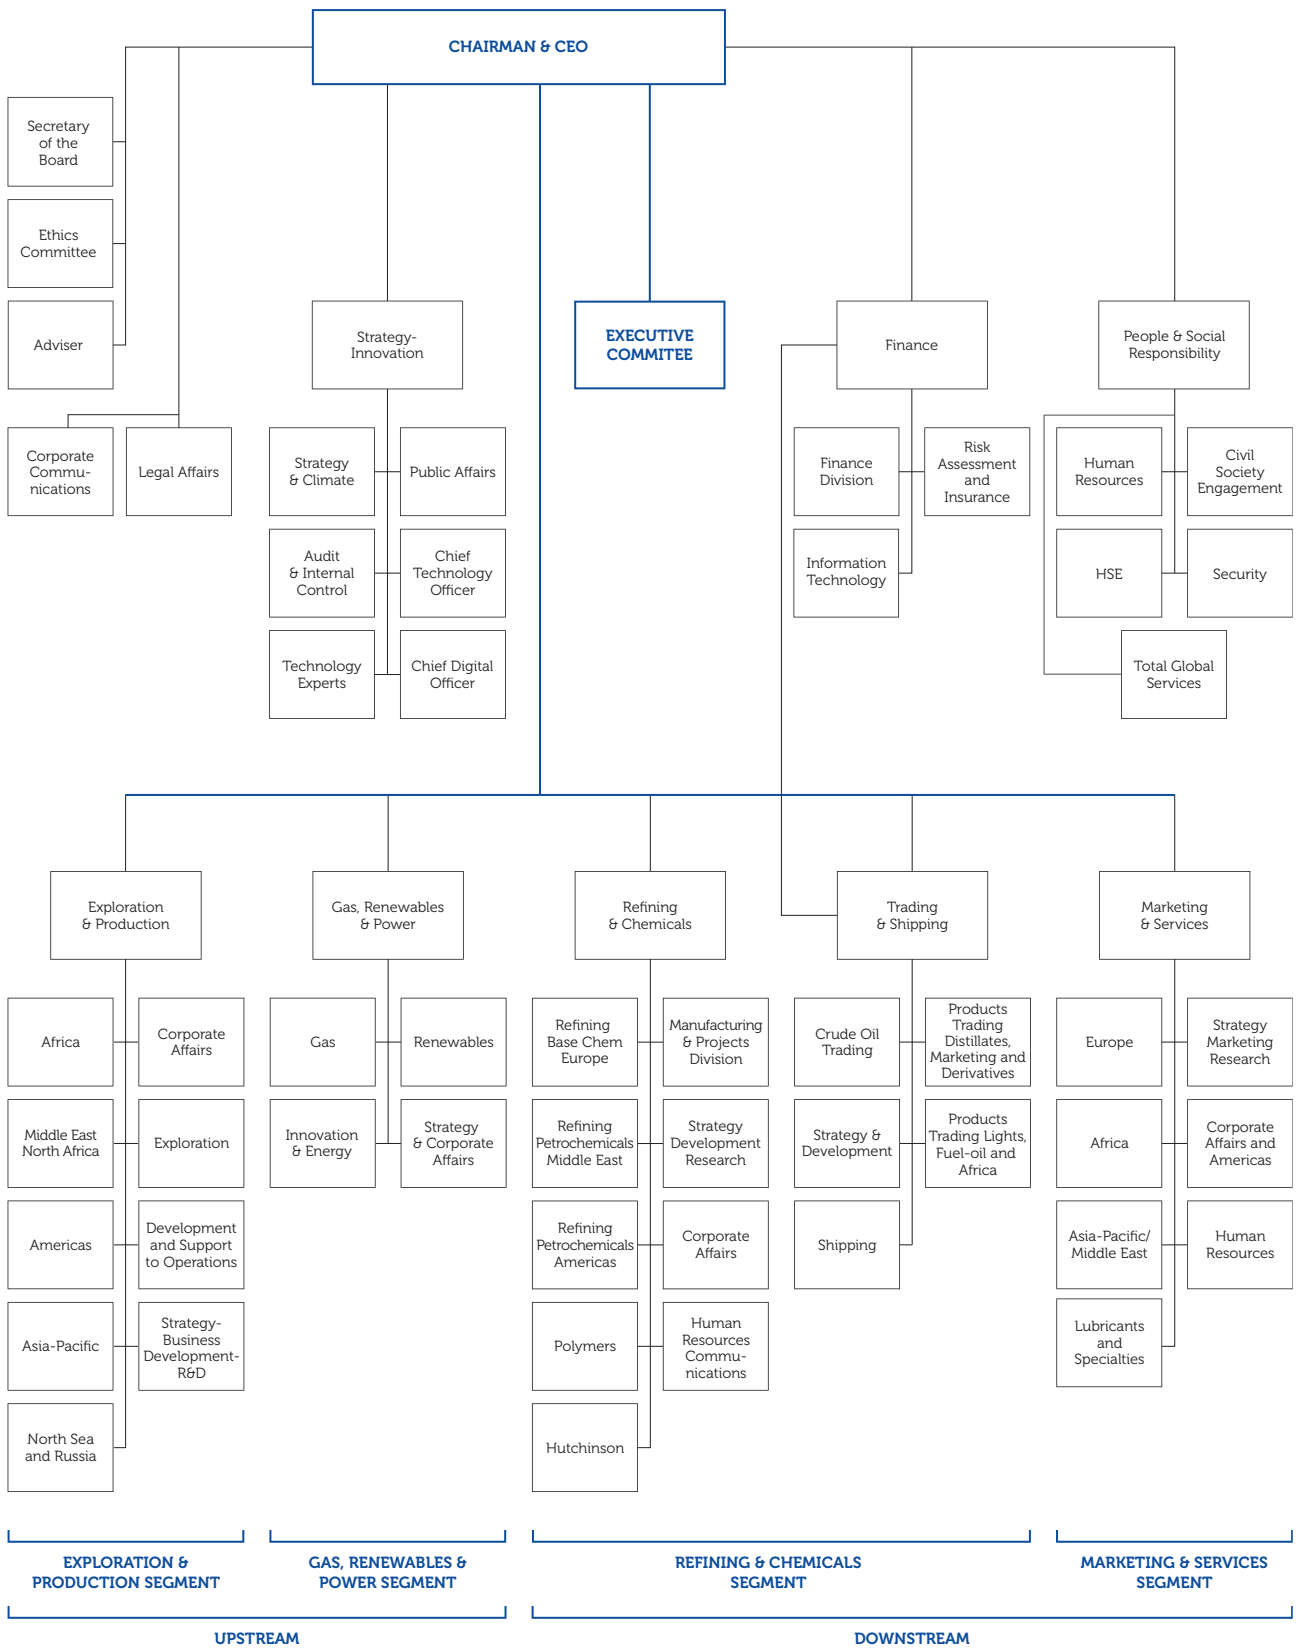 CHAIRMAN & CEO
Secretary
of the
Board
Ethics
Committee
Adviser
Corporate
Commu-
nications
Legal Affairs
Strategy-
Innovation
Strategy
& Climate
Public Affairs
Audit
& Internal
Control
Chief
Technology
Officer
Technology
Experts
Chief Digital
Officer
EXECUTIVE
COMMITEE
Finance
Finance
Division
Risk
Assessment
and
Insurance
Information
Technology
People & Social
Responsibility
Human
Resources
Civil
Society
Engagement
HSE
Security
Total Global
Services
Exploration
& Production
Africa
Corporate
Affairs
Middle East
North Africa
Exploration
Americas
Development
and Support
to Operations
Asia-Pacific
Strategy-
Business
Development-
R&D
North Sea
and Russia
Gas, Renewables
& Power
Gas
Renewables
Innovation
& Energy
Strategy
& Corporate
Affairs
Refining
& Chemicals
Refining
Base Chem
Europe
Manufacturing
& Projects
Division
Refining
Petrochemicals
Middle East
Strategy
Development
Research
Refining
Petrochemicals
Americas
Corporate
Affairs
Polymers
Human
Resources
Commu-
nications
Hutchinson
Trading
& Shipping
Crude Oil
Trading
Products
Trading
Distillates,
Marketing and
Derivatives
Strategy &
Development
Products
Trading Lights,
Fuel-oil and
Africa
Shipping
Marketing
& Services
Europe
Strategy
Marketing
Research
Africa
Corporate
Affairs and
Americas
Asia-Pacific/
Middle East
Human
Resources
Lubricants
and
Specialties
EXPLORATION &
PRODUCTION SEGMENT
GAS, RENEWABLES &
POWER SEGMENT
REFINING & CHEMICALS
SEGMENT
MARKETING & SERVICES
SEGMENT
UPSTREAM
DOWNSTREAM